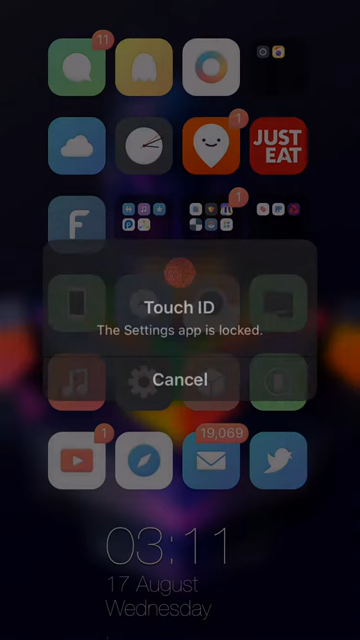 11
1
JUST
EAT
F
1
Touch ID
The Settings app is locked.
Cancel
1
19,069
03:11
17 August
Wednesday